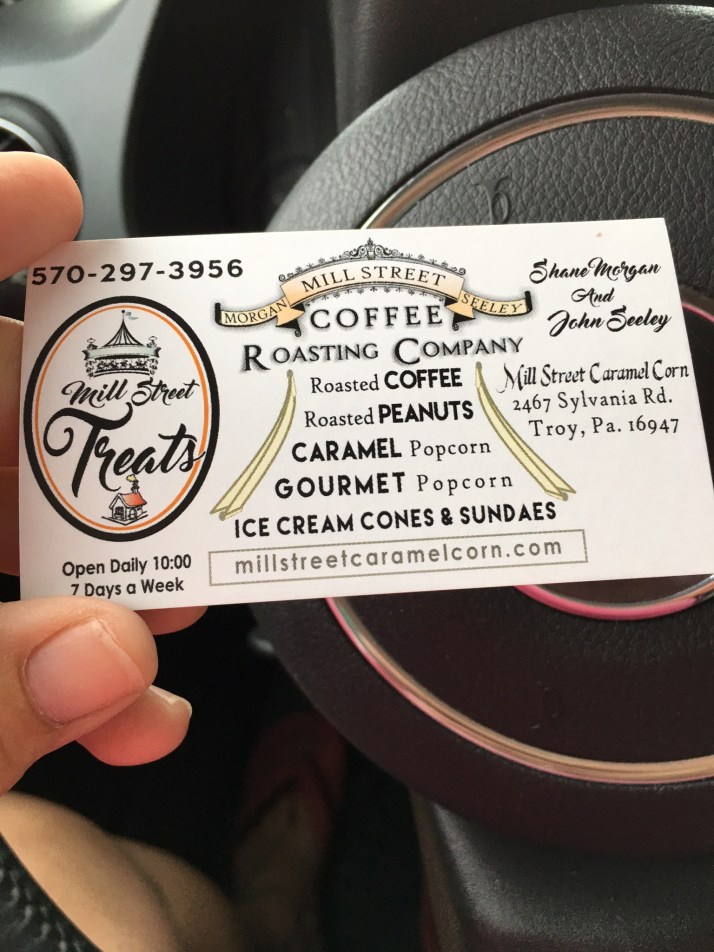 570-297-3956
Mill Street
Treats
Open Daily 10:00
7 Days a Week
MORGAN MILL STREET SEELEY
COFFEE
ROASTING COMPANY
Roasted COFFEE
Roasted PEANUTS
CARAMEL Popcorn
GOURMET Popcorn
ICE CREAM CONES & SUNDAES
millstreetcaramelcorn.com
Shane Morgan
And
John Seeley
Mill Street Caramel Corn
2467 Sylvania Rd.
Troy, Pa. 16947